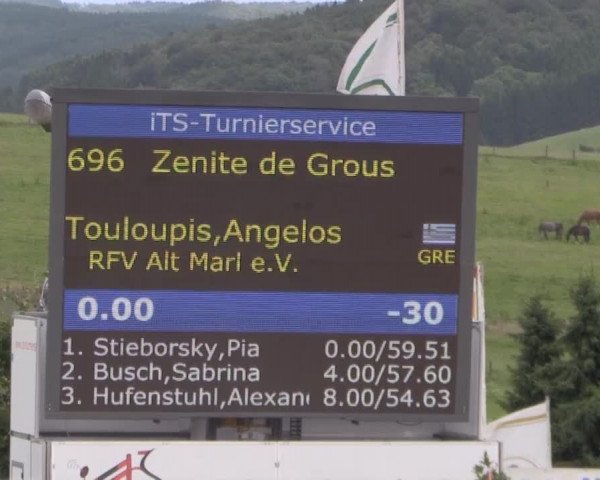 iTS-Turnierservice
696 Zenite de Grous
Touloupis,Angelos
RFV Alt Marl e.V. GRE
0.00 -30
1. Stieborsky,Pia 0.00/59.51
2. Busch,Sabrina 4.00/57.60
3. Hufenstuhl,Alexan 8.00/54.63